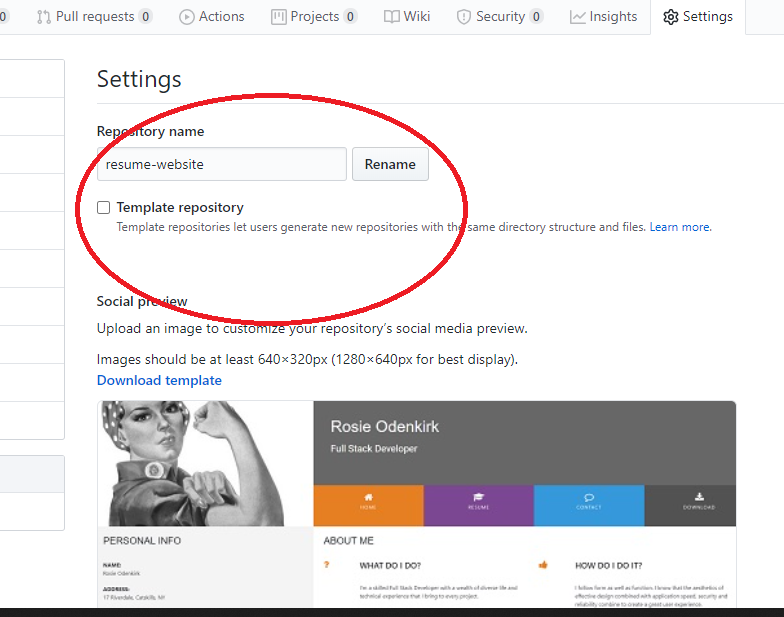 0 Pull requests 0 Actions Projects 0 Wiki Security 0 Insights Settings
Settings
Repository name
resume-website Rename
Template repository
Template repositories let users generate new repositories with the same directory structure and files. Learn more.
Social preview
Upload an image to customize your repository's social media preview.
Images should be at least 640×320px (1280×640px for best display).
Download template
Rosie Odenkirk
Full Stack Developer
HOME RESUME CONTACT DOWNLOAD
PERSONAL INFO ABOUT ME
NAME: ? WHAT DO I DO? HOW DO I DO IT?
Rosie Odenkirk
I'm a skilled Full Stack Developer with a wealth of diverse life and
technical experience that I bring to every project.
I follow form as well as function. I know that the aesthetics of
effective design combined with application speed, security and
reliability combine to create a great user experience.
ADDRESS:
17 Riverdale, Catskills, NY